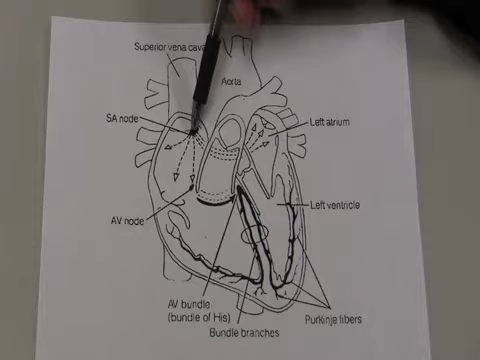 Superior vena cava
Aorta
SA node
Left atrium
Left ventricle
AV node
AV bundle
(bundle of His)
Bundle branches
Purkinje fibers